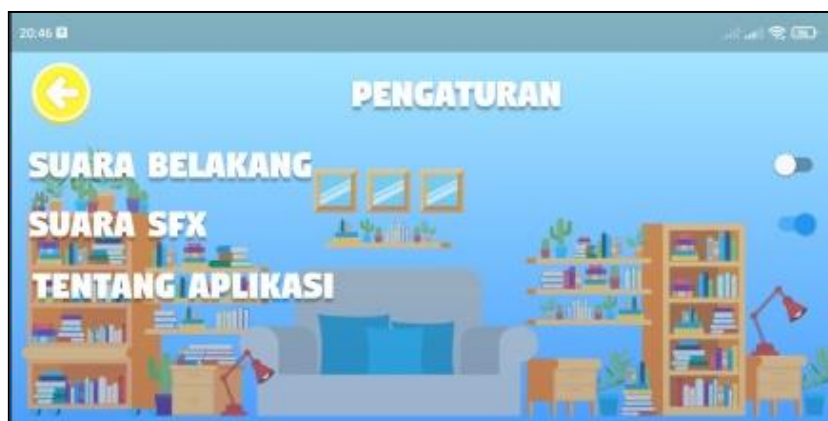 20:46
PENGATURAN
SUARA BELAKANG
SUARA SFX
TENTANG APLIKASI